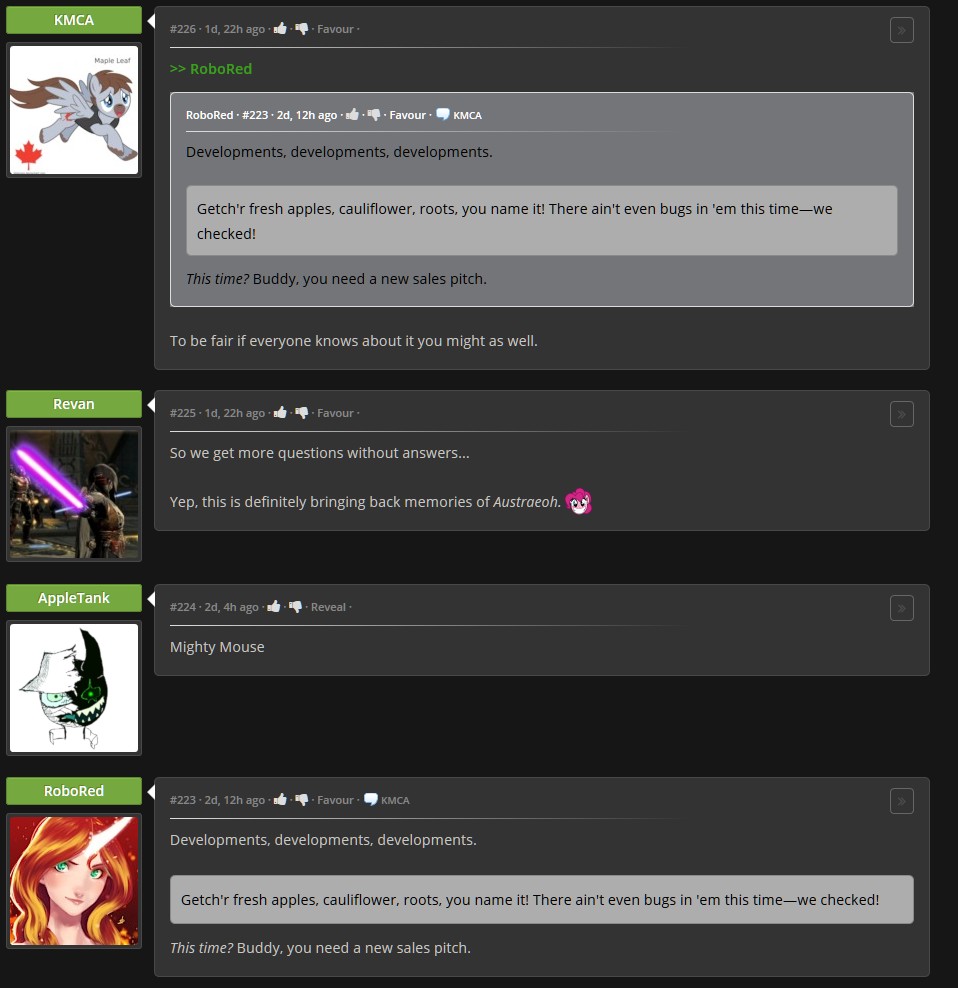 KMCA
#226 · 1d, 22h ago · · · Favour ·
»
Maple Leaf
>> RoboRed
RoboRed · #223 · 2d, 12h ago · · · Favour · KMCA
Developments, developments, developments.
Getch'r fresh apples, cauliflower, roots, you name it! There ain't even bugs in 'em this time—we
checked!
This time? Buddy, you need a new sales pitch.
To be fair if everyone knows about it you might as well.
Revan
#225 · 1d, 22h ago · · · Favour ·
»
So we get more questions without answers...
Yep, this is definitely bringing back memories of Austraeoh.
AppleTank
#224 · 2d, 4h ago · · · Reveal ·
»
Mighty Mouse
RoboRed
#223 · 2d, 12h ago · · · Favour · KMCA
»
Developments, developments, developments.
Getch'r fresh apples, cauliflower, roots, you name it! There ain't even bugs in 'em this time—we checked!
This time? Buddy, you need a new sales pitch.